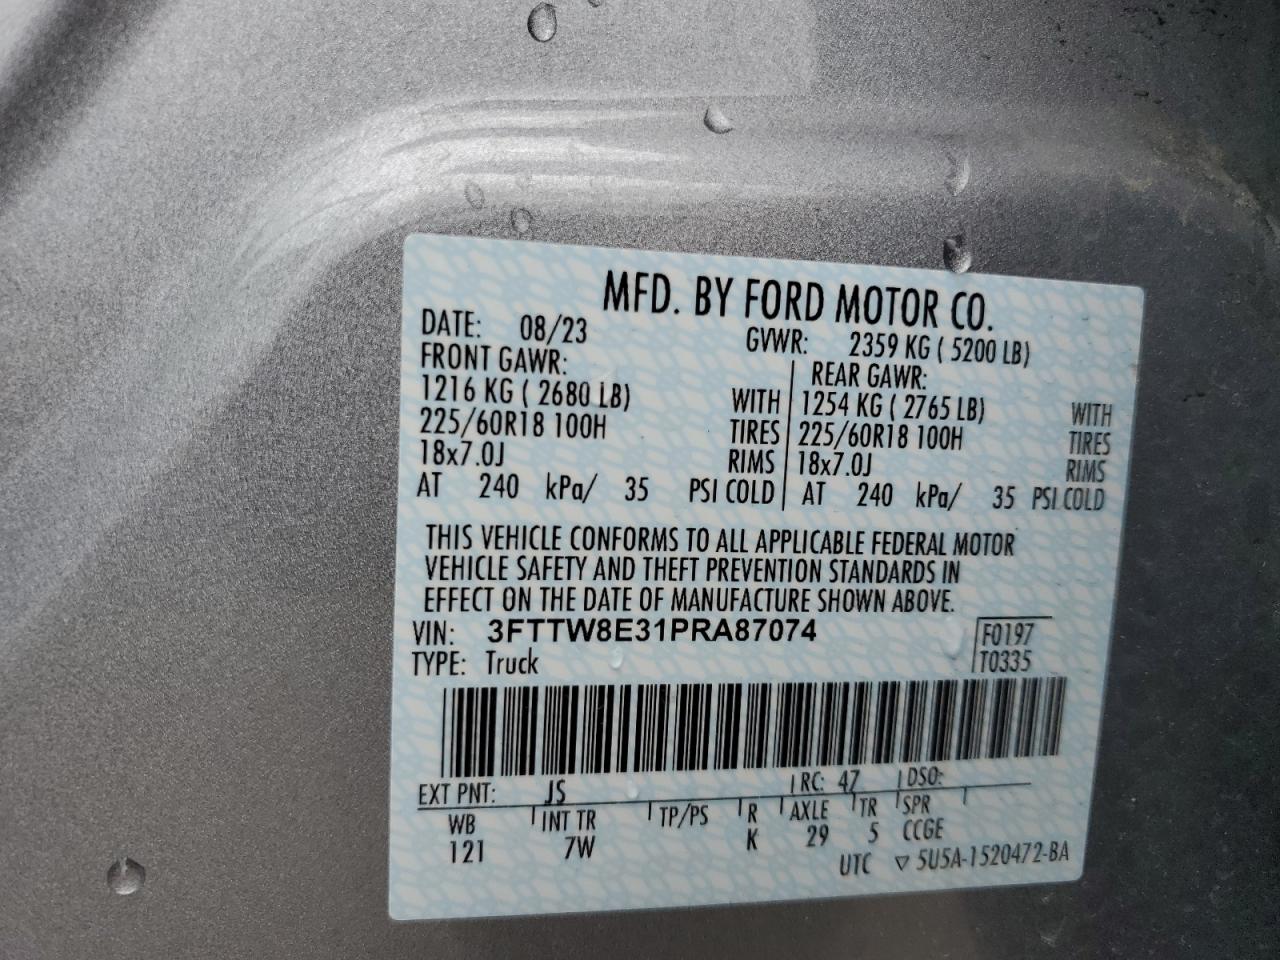 MFD. BY FORD MOTOR CO.
DATE: 08/23 GVWR: 2359 KG ( 5200 LB)
FRONT GAWR: REAR GAWR:
1216 KG ( 2680 LB) WITH 1254 KG ( 2765 LB) WITH
225/60R18 100H TIRES 225/60R18 100H TIRES
18x7.0J RIMS 18x7.0J RIMS
AT 240 kPa/ 35 PSI COLD AT 240 kPa/ 35 PSI COLD
THIS VEHICLE CONFORMS TO ALL APPLICABLE FEDERAL MOTOR
VEHICLE SAFETY AND THEFT PREVENTION STANDARDS IN
EFFECT ON THE DATE OF MANUFACTURE SHOWN ABOVE.
VIN: 3FTTW8E31PRA87074 F0197
TYPE: Truck T0335
EXT PNT: JS RC: 47 DSO:
WB INT TR TP/PS R AXLE TR SPR
121 7W K 29 5 CCGE
UTC ▽ 5U5A-1520472-BA